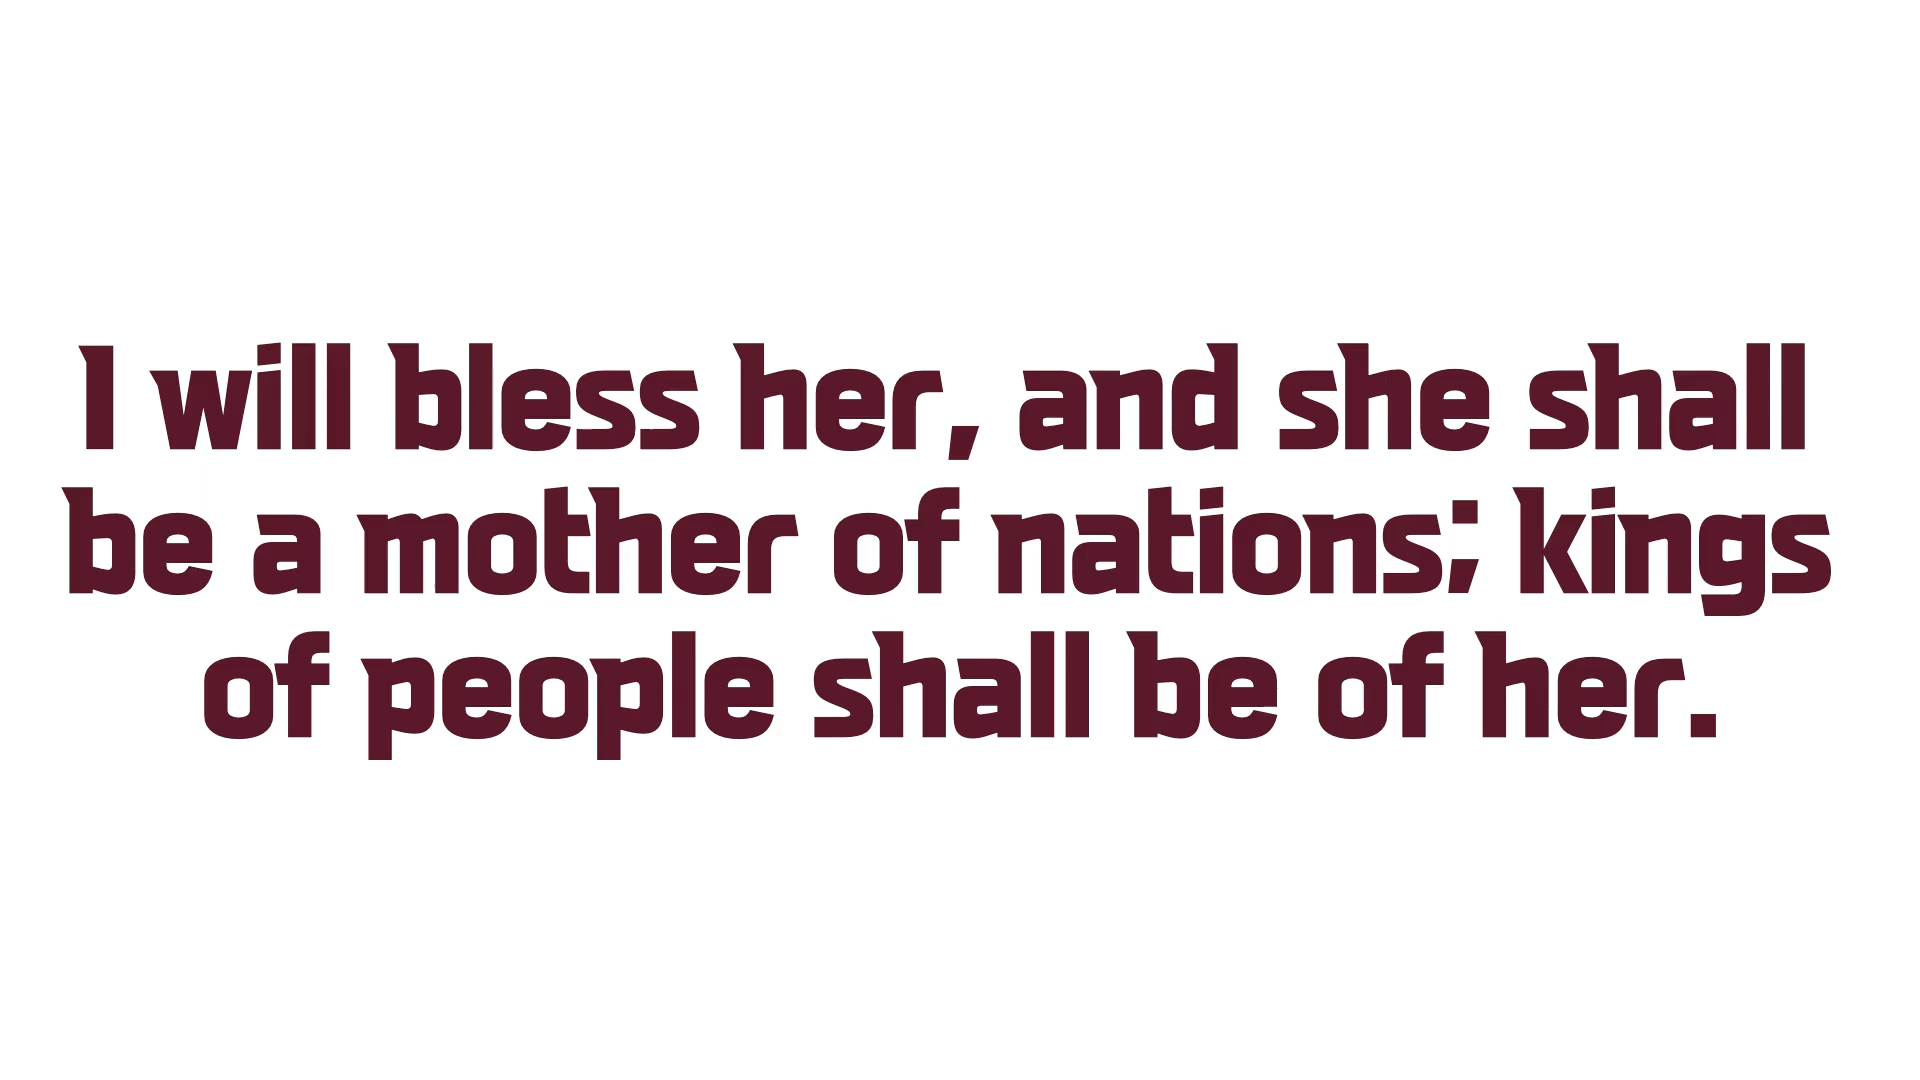 I will bless her, and she shall
be a mother of nations; kings
of people shall be of her.